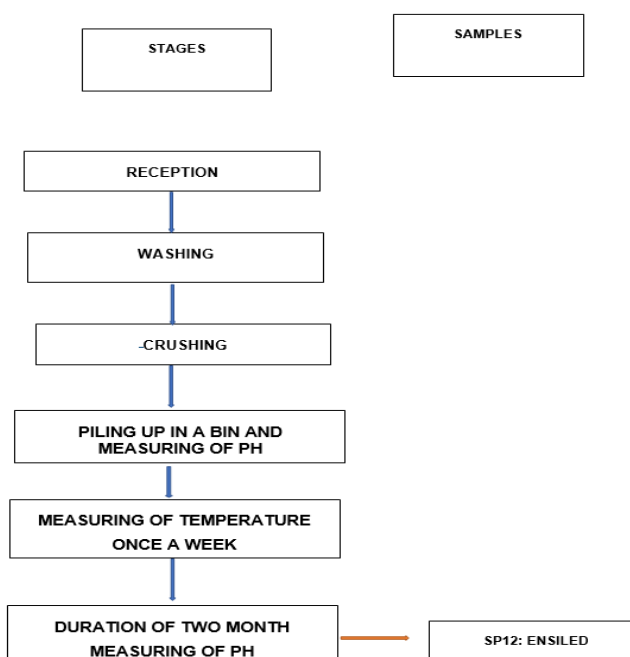 STAGES
SAMPLES
RECEPTION
WASHING
-CRUSHING
PILING UP IN A BIN AND
MEASURING OF PH
MEASURING OF TEMPERATURE
ONCE A WEEK
DURATION OF TWO MONTH
MEASURING OF PH
SP12: ENSILED